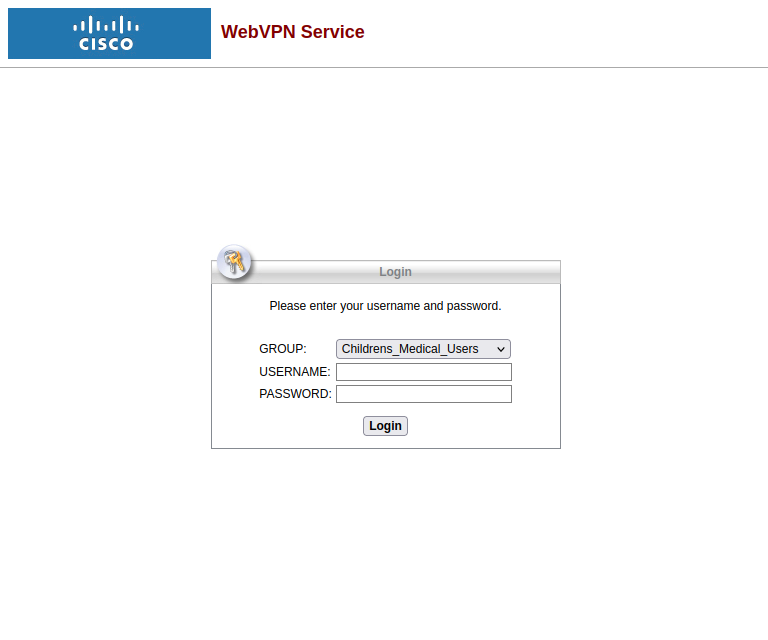 CISCO
WebVPN Service
Login
Please enter your username and password.
GROUP: Childrens_Medical_Users
USERNAME:
PASSWORD:
Login